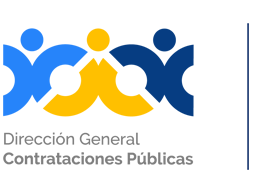 Dirección General
Contrataciones Públicas